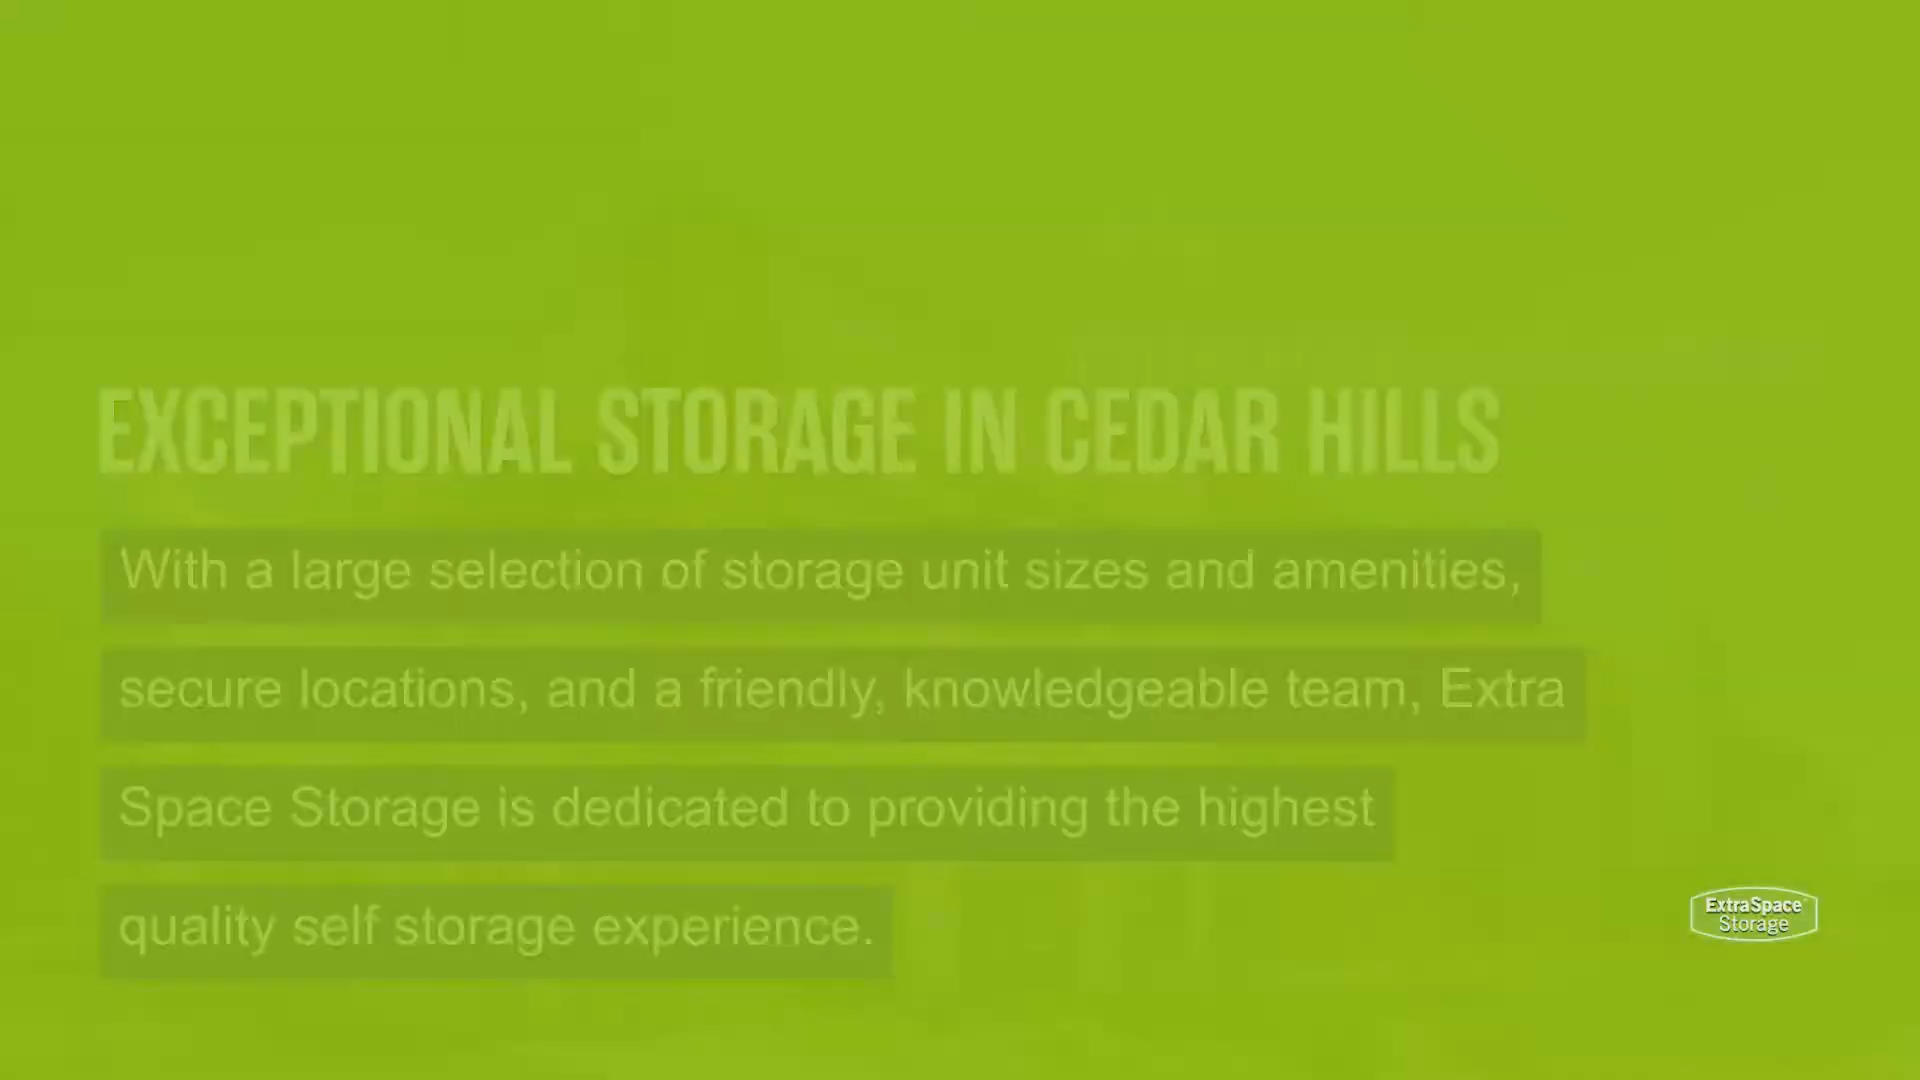 EXCEPTIONAL STORAGE IN CEDAR HILLS
With a large selection of storage unit sizes and amenities,
secure locations, and a friendly, knowledgeable team, Extra
Space Storage is dedicated to providing the highest
quality self storage experience.
ExtraSpace
Storage